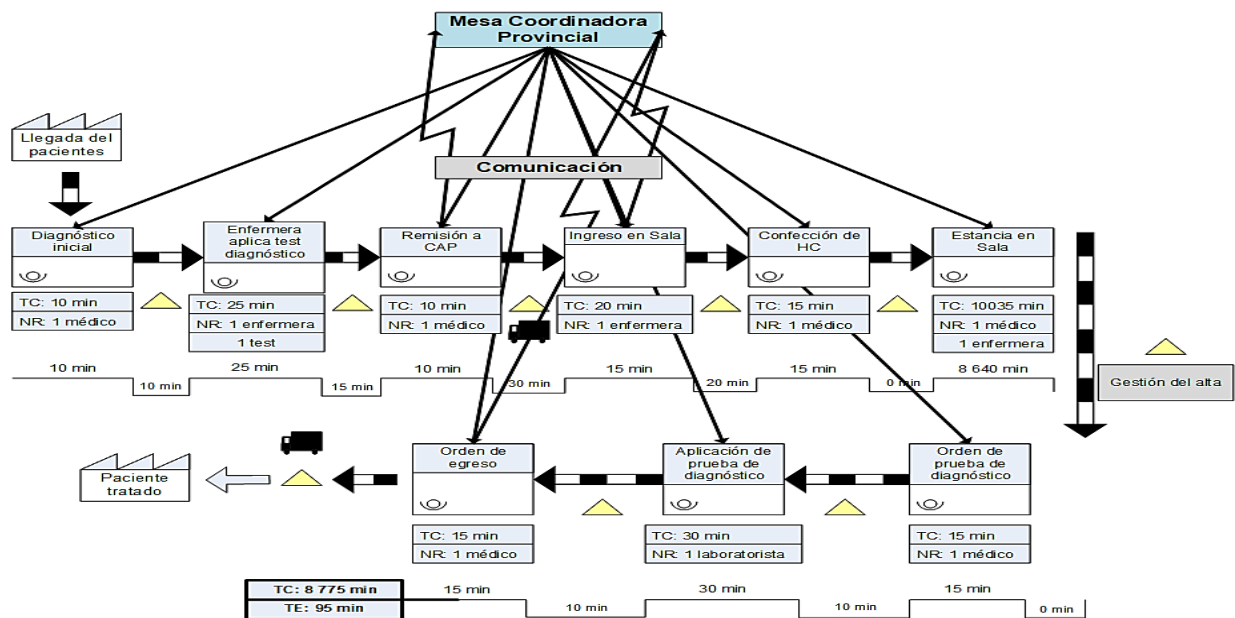 Mesa Coordinadora
Provincial
Llegada del
pacientes
Comunicación
Diagnóstico
inicial
TC: 10 min
NR: 1 médico
Enfermera
aplica test
diagnóstico
TC: 25 min
NR: 1 enfermera
1 test
Remisión a
CAP
TC: 10 min
NR: 1 médico
Ingreso en Sala
TC: 20 min
NR: 1 enfermera
Confección de
HC
TC: 15 min
NR: 1 médico
Estancia en
Sala
TC: 10035 min
NR: 1 médico
1 enfermera
10 min
10 min
25 min
15 min
10 min
30 min
15 min
20 min
15 min
0 min
8 640 min
Gestión del alta
Paciente
tratado
Orden de
egreso
TC: 15 min
NR: 1 médico
Aplicación de
prueba de
diagnóstico
TC: 30 min
NR: 1 laboratorista
Orden de
prueba de
diagnóstico
TC: 15 min
NR: 1 médico
TC: 8 775 min
TE: 95 min
15 min
10 min
30 min
10 min
15 min
0 min